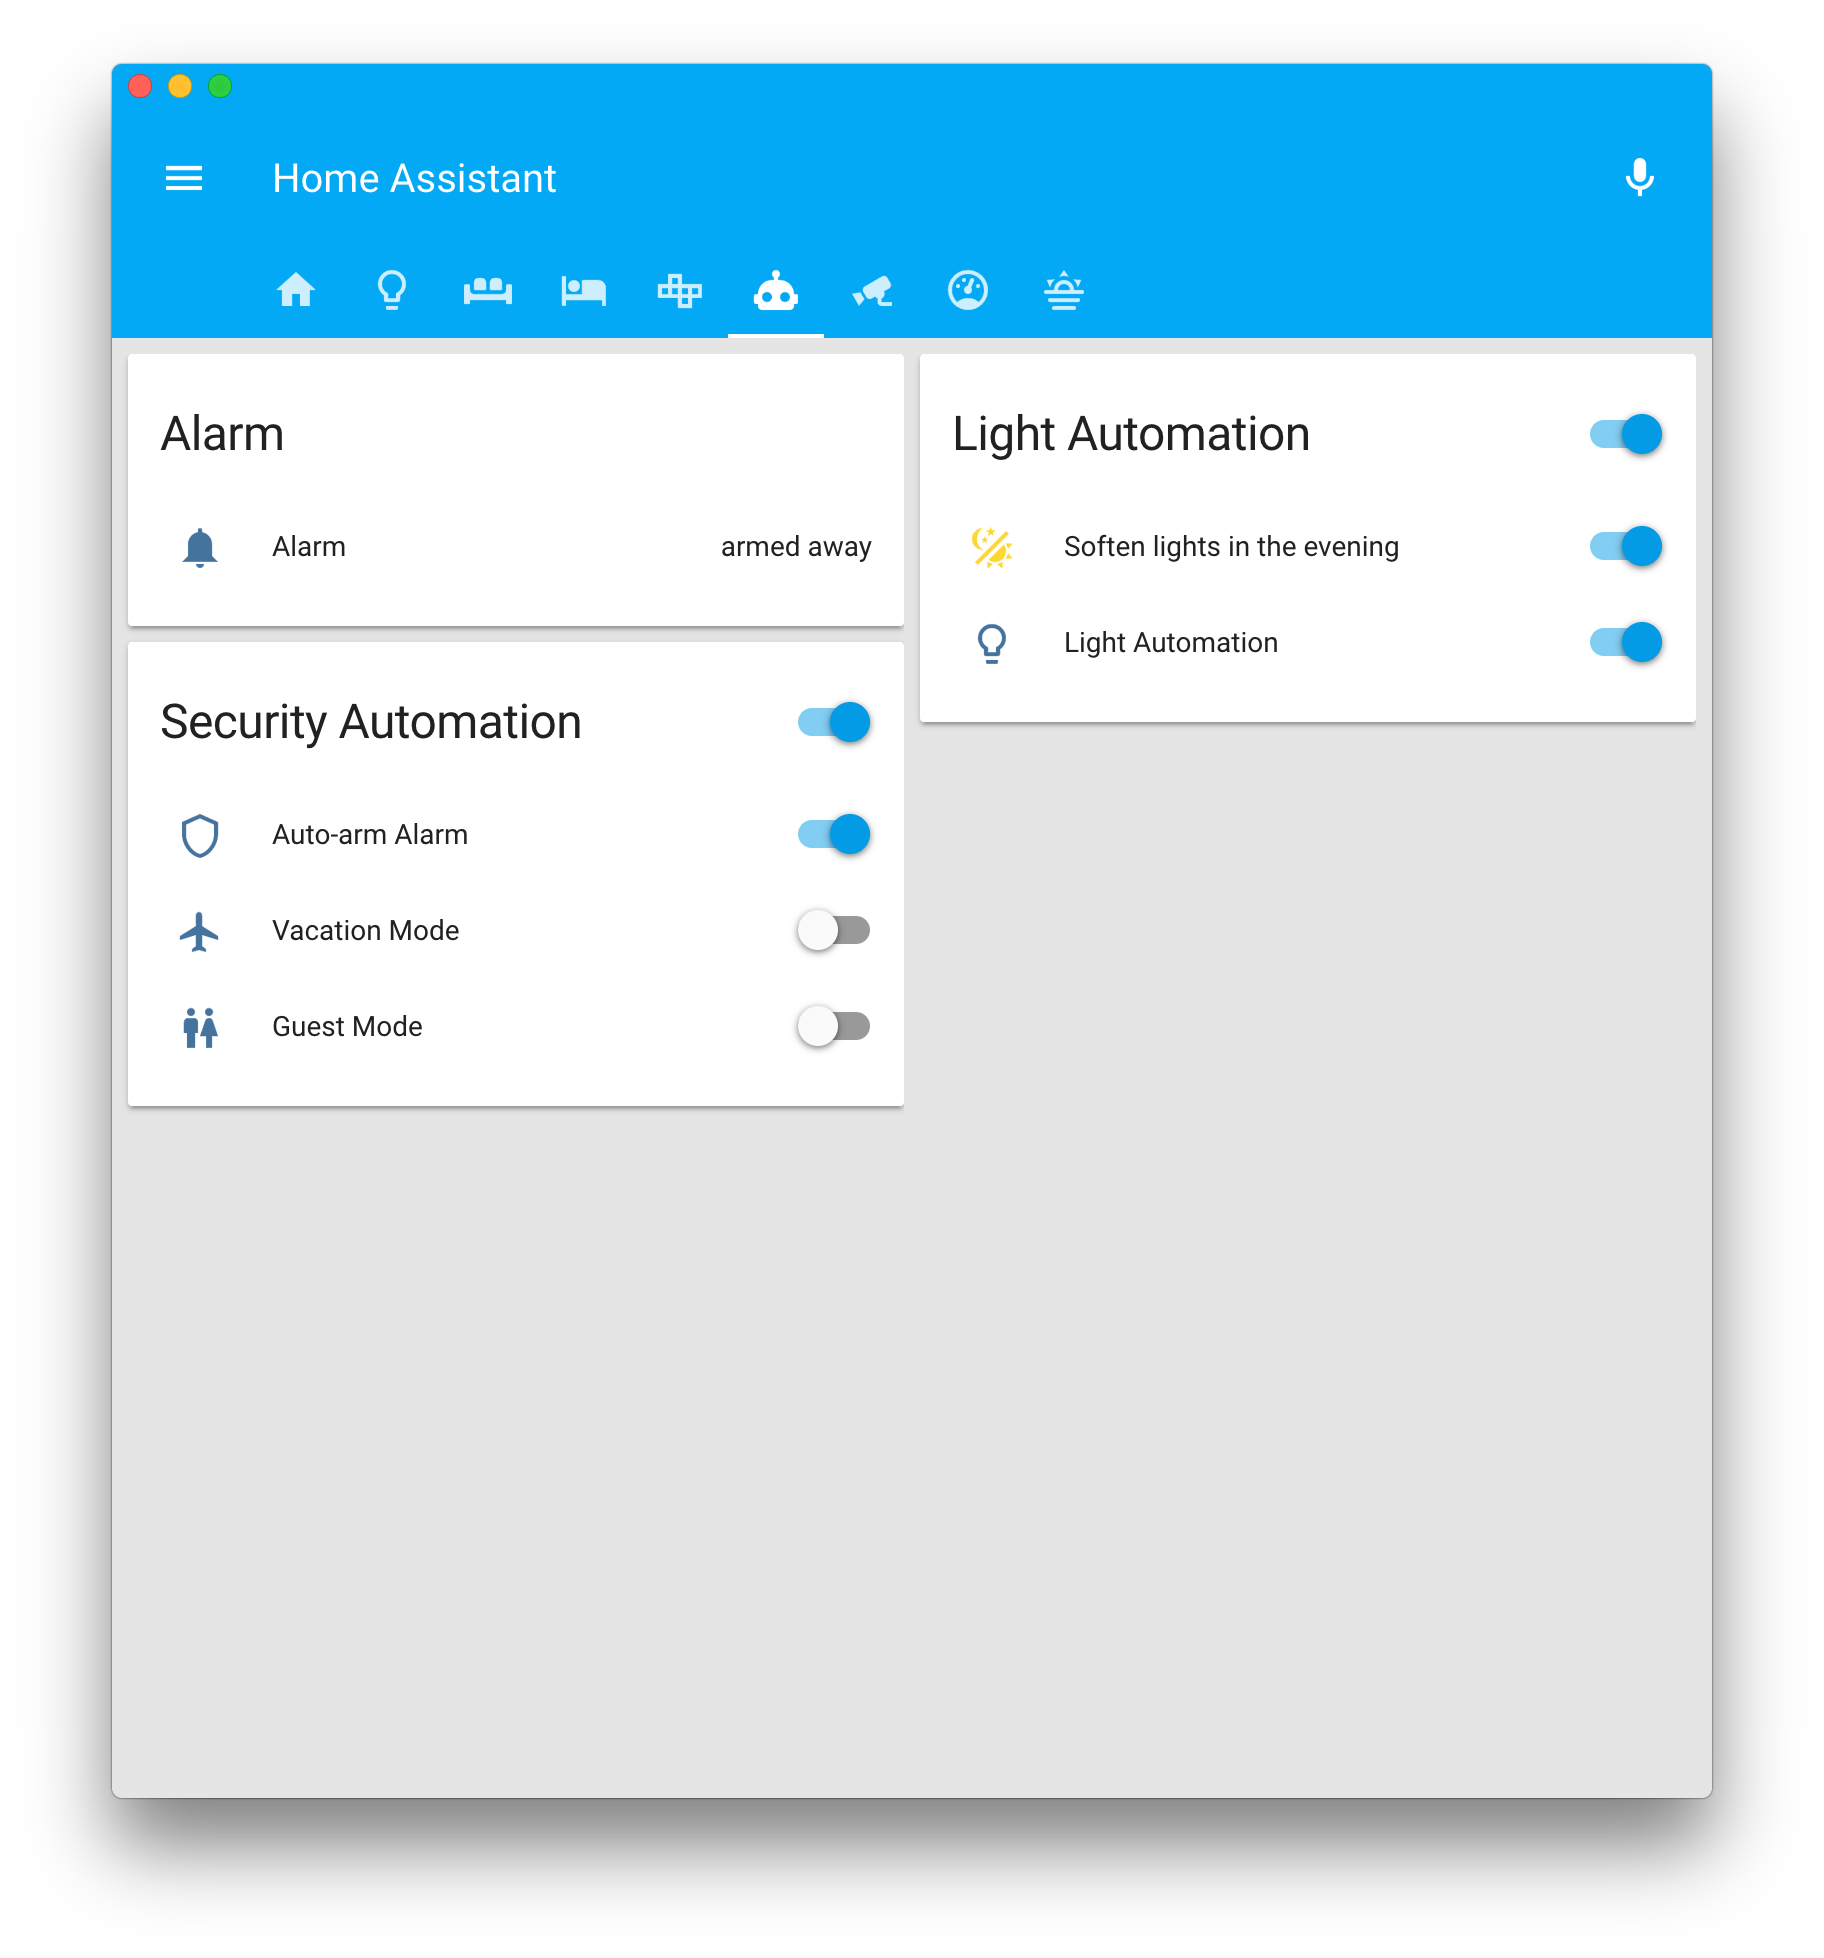 Home Assistant
Alarm
Alarm armed away
Security Automation
Auto-arm Alarm
Vacation Mode
Guest Mode
Light Automation
Soften lights in the evening
Light Automation